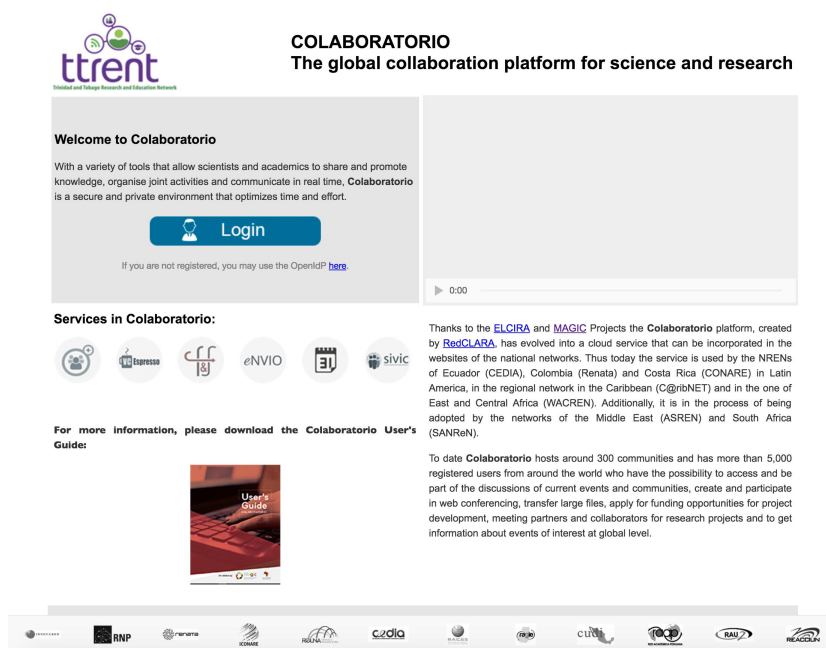 ttrent
Trinidad and Tobago Research and Education Network
COLABORATORIO
The global collaboration platform for science and research
Welcome to Colaboratorio
With a variety of tools that allow scientists and academics to share and promote
knowledge, organise joint activities and communicate in real time, Colaboratorio
is a secure and private environment that optimizes time and effort.
Login
If you are not registered, you may use the OpenIdP here.
0:00
Services in Colaboratorio:
VC Espresso
cff
f&j
eNVIO
31
sivic
For more information, please download the Colaboratorio User's
Guide:
User's
Guide
Thanks to the ELCIRA and MAGIC Projects the Colaboratorio platform, created
by RedCLARA, has evolved into a cloud service that can be incorporated in the
websites of the national networks. Thus today the service is used by the NRENs
of Ecuador (CEDIA), Colombia (Renata) and Costa Rica (CONARE) in Latin
America, in the regional network in the Caribbean (C@ribNET) and in the one of
East and Central Africa (WACREN). Additionally, it is in the process of being
adopted by the networks of the Middle East (ASREN) and South Africa
(SANReN).
To date Colaboratorio hosts around 300 communities and has more than 5,000
registered users from around the world who have the possibility to access and be
part of the discussions of current events and communities, create and participate
in web conferencing, transfer large files, apply for funding opportunities for project
development, meeting partners and collaborators for research projects and to get
information about events of interest at global level.
INNOVARED RNP renata ICONARE REUNA cedia RAICES ragie cudi raap RAU2 REACCIUN